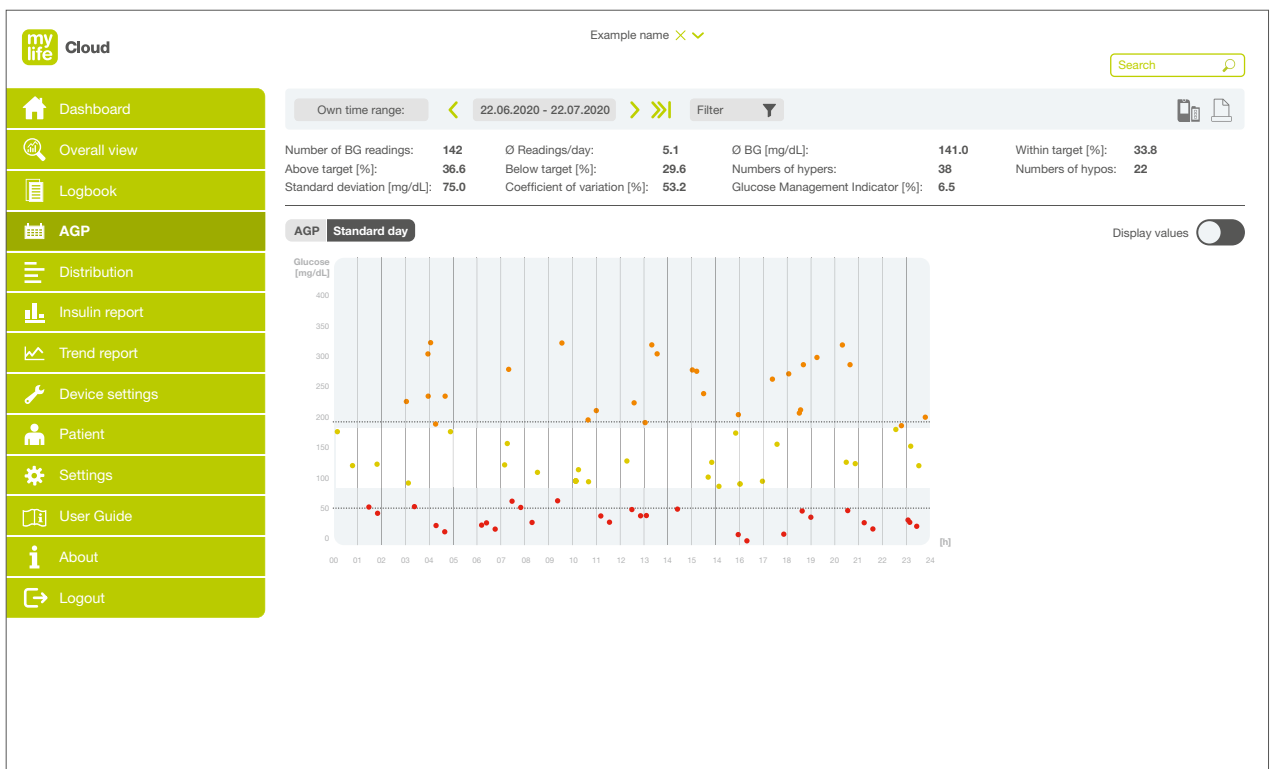 my
life
Cloud
Example name
Search
Dashboard
Overall view
Logbook
AGP
Distribution
Insulin report
Trend report
Device settings
Patient
Settings
User Guide
About
Logout
Own time range: 22.06.2020 - 22.07.2020 Filter
Number of BG readings: 142 Ø Readings/day: 5.1 Ø BG [mg/dL]: 141.0 Within target [%]: 33.8
Above target [%]: 36.6 Below target [%]: 29.6 Numbers of hypers: 38 Numbers of hypos: 22
Standard deviation [mg/dL]: 75.0 Coefficient of variation [%]: 53.2 Glucose Management Indicator [%]: 6.5
AGP Standard day Display values
Glucose
[mg/dL]
400
350
300
250
200
150
100
50
0
[h]
00 01 02 03 04 05 06 07 08 09 10 11 12 13 14 15 14 16 17 18 19 20 21 22 23 24